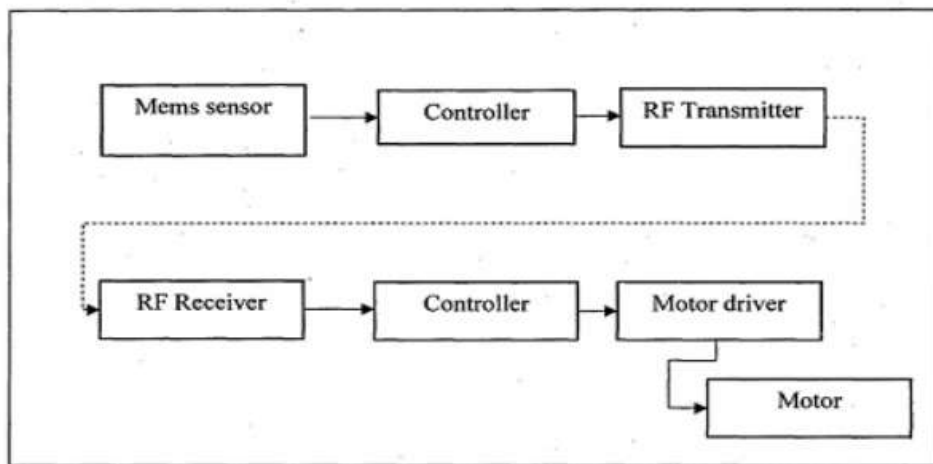 Mems sensor
Controller
RF Transmitter
RF Receiver
Controller
Motor driver
Motor